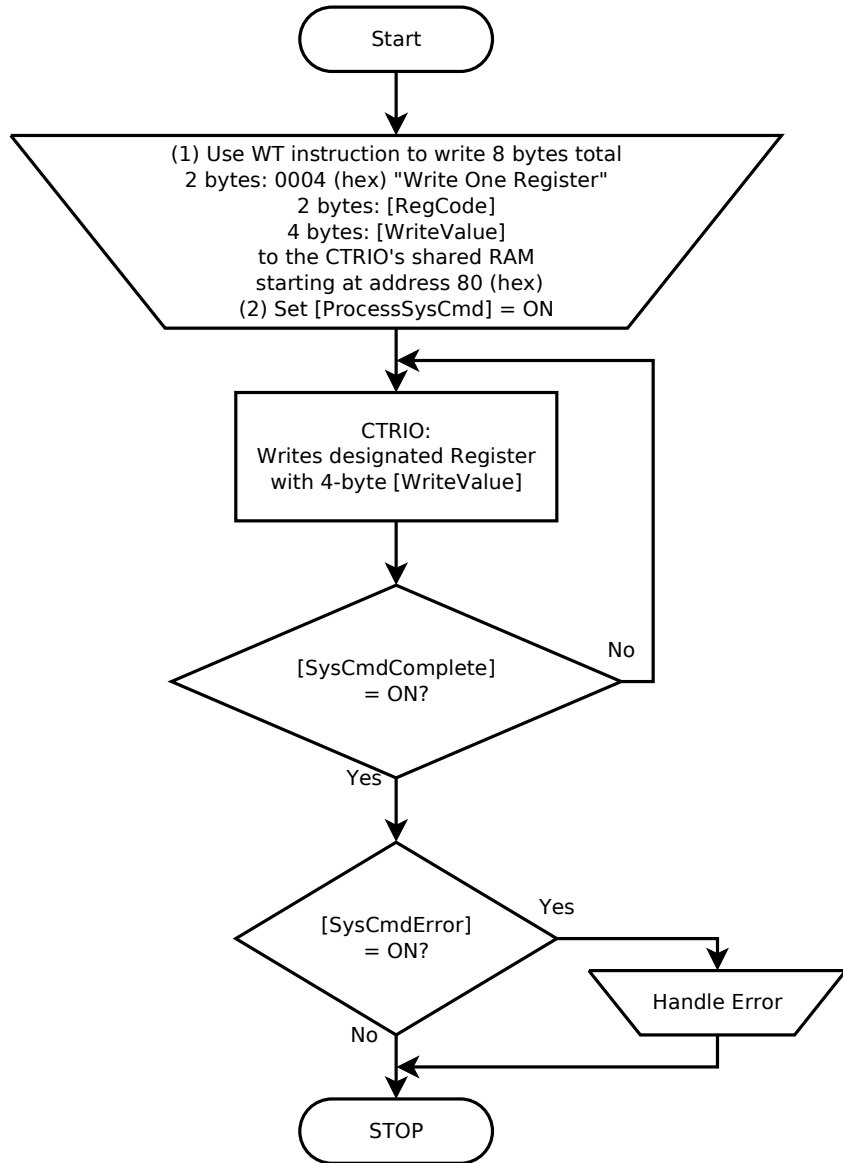 Start
(1) Use WT instruction to write 8 bytes total
2 bytes: 0004 (hex) "Write One Register"
2 bytes: [RegCode]
4 bytes: [WriteValue]
to the CTRIO's shared RAM
starting at address 80 (hex)
(2) Set [ProcessSysCmd] = ON
CTRIO:
Writes designated Register
with 4-byte [WriteValue]
[SysCmdComplete]
= ON?
No
Yes
[SysCmdError]
= ON?
Yes
Handle Error
No
STOP